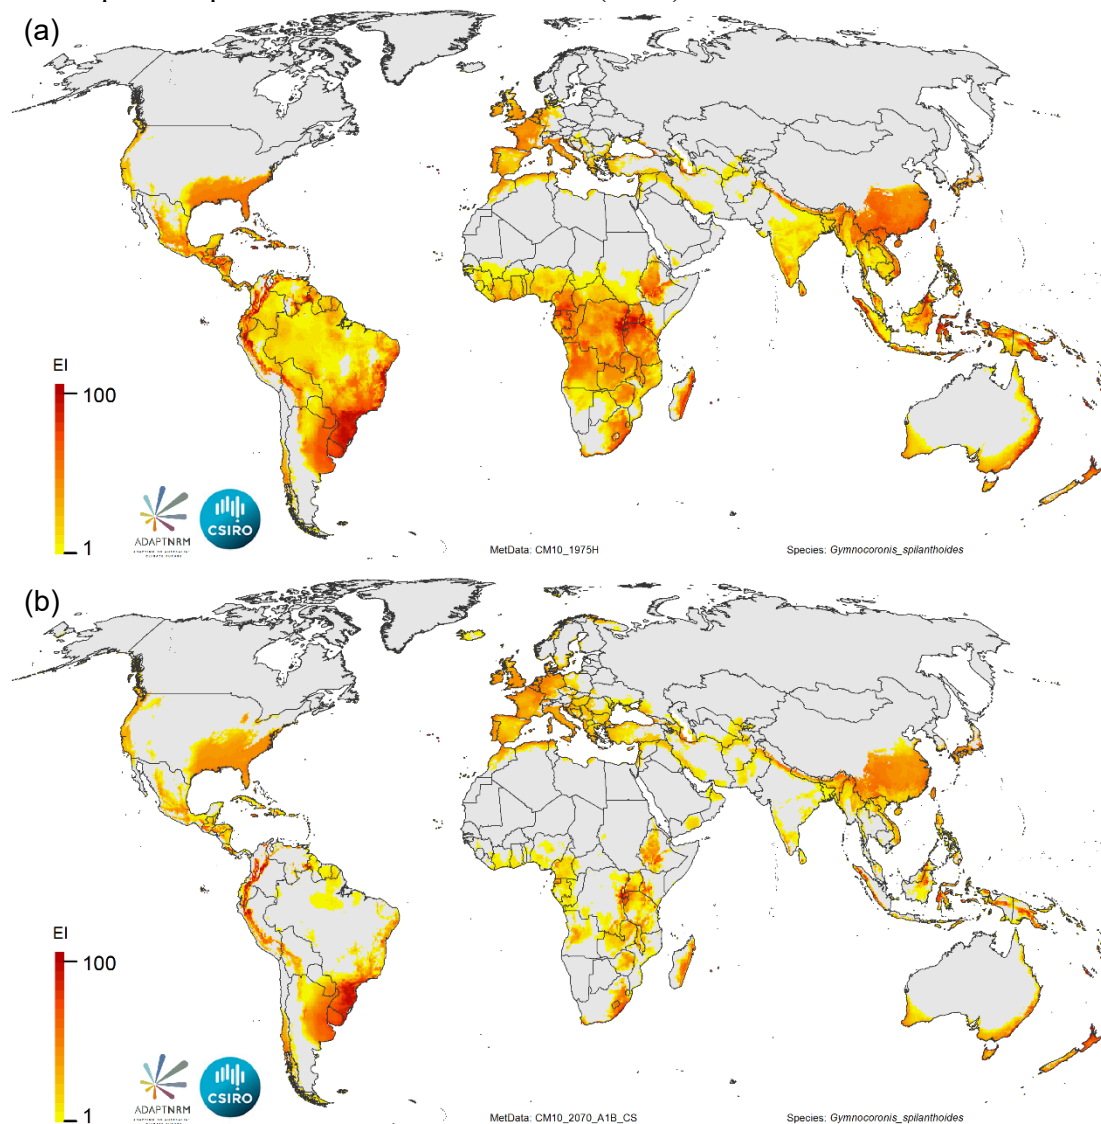 (a)
EI
100
1
ADAPTNRM
CSIRO
MetData: CM10_1975H
Species: Gymnocoronis_spilanthoides
(b)
EI
100
1
ADAPTNRM
CSIRO
MetData: CM10_2070_A1B_CS
Species: Gymnocoronis_spilanthoides